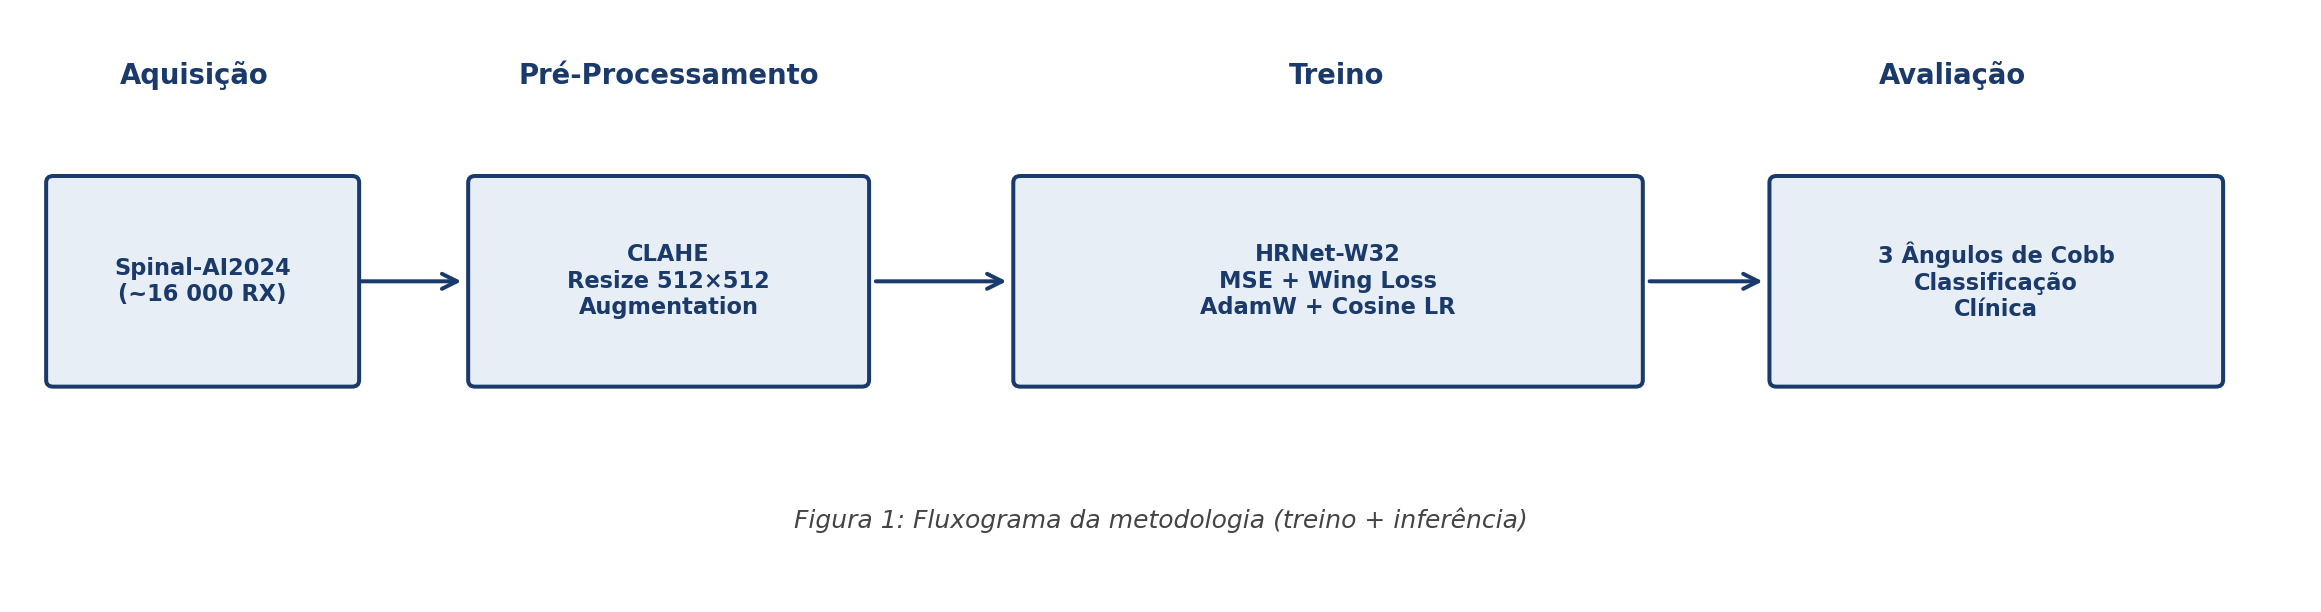 Aquisição
Pré-Processamento
Treino
Avaliação
Spinal-AI2024
(~16 000 RX)
CLAHE
Resize 512×512
Augmentation
HRNet-W32
MSE + Wing Loss
AdamW + Cosine LR
3 Ângulos de Cobb
Classificação
Clínica
Figura 1: Fluxograma da metodologia (treino + inferência)